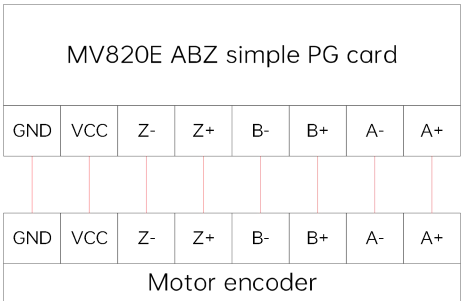 MV820E ABZ simple PG card
GND VCC Z- Z+ B- B+ A- A+
GND VCC Z- Z+ B- B+ A- A+
Motor encoder